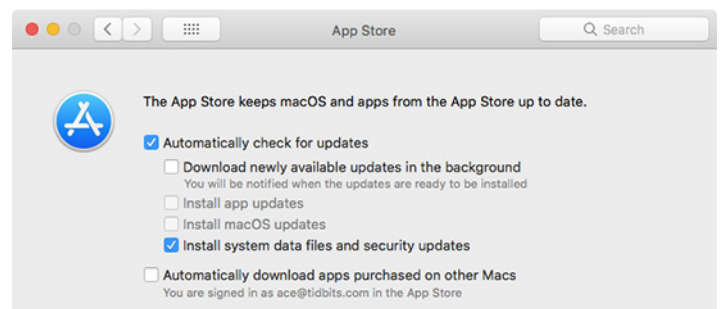 App Store
Search
The App Store keeps macOS and apps from the App Store up to date.
Automatically check for updates
Download newly available updates in the background
You will be notified when the updates are ready to be installed
Install app updates
Install macOS updates
Install system data files and security updates
Automatically download apps purchased on other Macs
You are signed in as ace@tidbits.com in the App Store